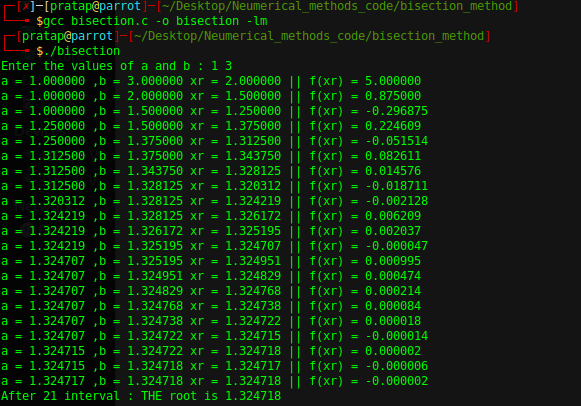 ┌─[✗]─[pratap@parrot]─[~/Desktop/Neumerical_methods_code/bisection_method]
└──╼ $gcc bisection.c -o bisection -lm
┌─[pratap@parrot]─[~/Desktop/Neumerical_methods_code/bisection_method]
└──╼ $./bisection
Enter the values of a and b : 1 3
a = 1.000000 ,b = 3.000000 xr = 2.000000 || f(xr) = 5.000000
a = 1.000000 ,b = 2.000000 xr = 1.500000 || f(xr) = 0.875000
a = 1.000000 ,b = 1.500000 xr = 1.250000 || f(xr) = -0.296875
a = 1.250000 ,b = 1.500000 xr = 1.375000 || f(xr) = 0.224609
a = 1.250000 ,b = 1.375000 xr = 1.312500 || f(xr) = -0.051514
a = 1.312500 ,b = 1.375000 xr = 1.343750 || f(xr) = 0.082611
a = 1.312500 ,b = 1.343750 xr = 1.328125 || f(xr) = 0.014576
a = 1.312500 ,b = 1.328125 xr = 1.320312 || f(xr) = -0.018711
a = 1.320312 ,b = 1.328125 xr = 1.324219 || f(xr) = -0.002128
a = 1.324219 ,b = 1.328125 xr = 1.326172 || f(xr) = 0.006209
a = 1.324219 ,b = 1.326172 xr = 1.325195 || f(xr) = 0.002037
a = 1.324219 ,b = 1.325195 xr = 1.324707 || f(xr) = -0.000047
a = 1.324707 ,b = 1.325195 xr = 1.324951 || f(xr) = 0.000995
a = 1.324707 ,b = 1.324951 xr = 1.324829 || f(xr) = 0.000474
a = 1.324707 ,b = 1.324829 xr = 1.324768 || f(xr) = 0.000214
a = 1.324707 ,b = 1.324768 xr = 1.324738 || f(xr) = 0.000084
a = 1.324707 ,b = 1.324738 xr = 1.324722 || f(xr) = 0.000018
a = 1.324707 ,b = 1.324722 xr = 1.324715 || f(xr) = -0.000014
a = 1.324715 ,b = 1.324722 xr = 1.324718 || f(xr) = 0.000002
a = 1.324715 ,b = 1.324718 xr = 1.324717 || f(xr) = -0.000006
a = 1.324717 ,b = 1.324718 xr = 1.324718 || f(xr) = -0.000002
After 21 interval : THE root is 1.324718